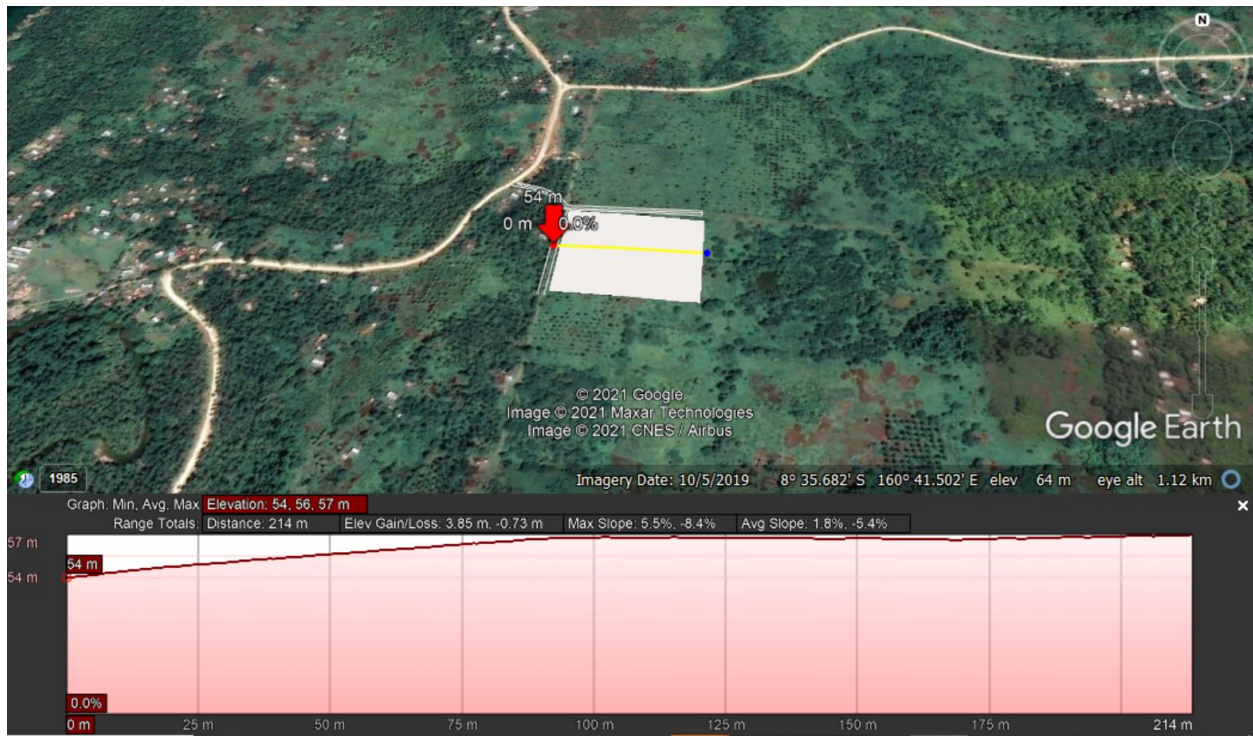 N
54 m
0 m 0.0%
© 2021 Google
Image © 2021 Maxar Technologies
Image © 2021 CNES / Airbus
Google Earth
1985
Imagery Date: 10/5/2019 8° 35.682' S 160° 41.502' E elev 64 m eye alt 1.12 km
Graph: Min, Avg, Max Elevation: 54, 56, 57 m
Range Totals: Distance: 214 m Elev Gain/Loss: 3.85 m, -0.73 m Max Slope: 5.5%, -8.4% Avg Slope: 1.8%, -5.4%
57 m
54 m
54 m
0.0%
0 m 25 m 50 m 75 m 100 m 125 m 150 m 175 m 214 m